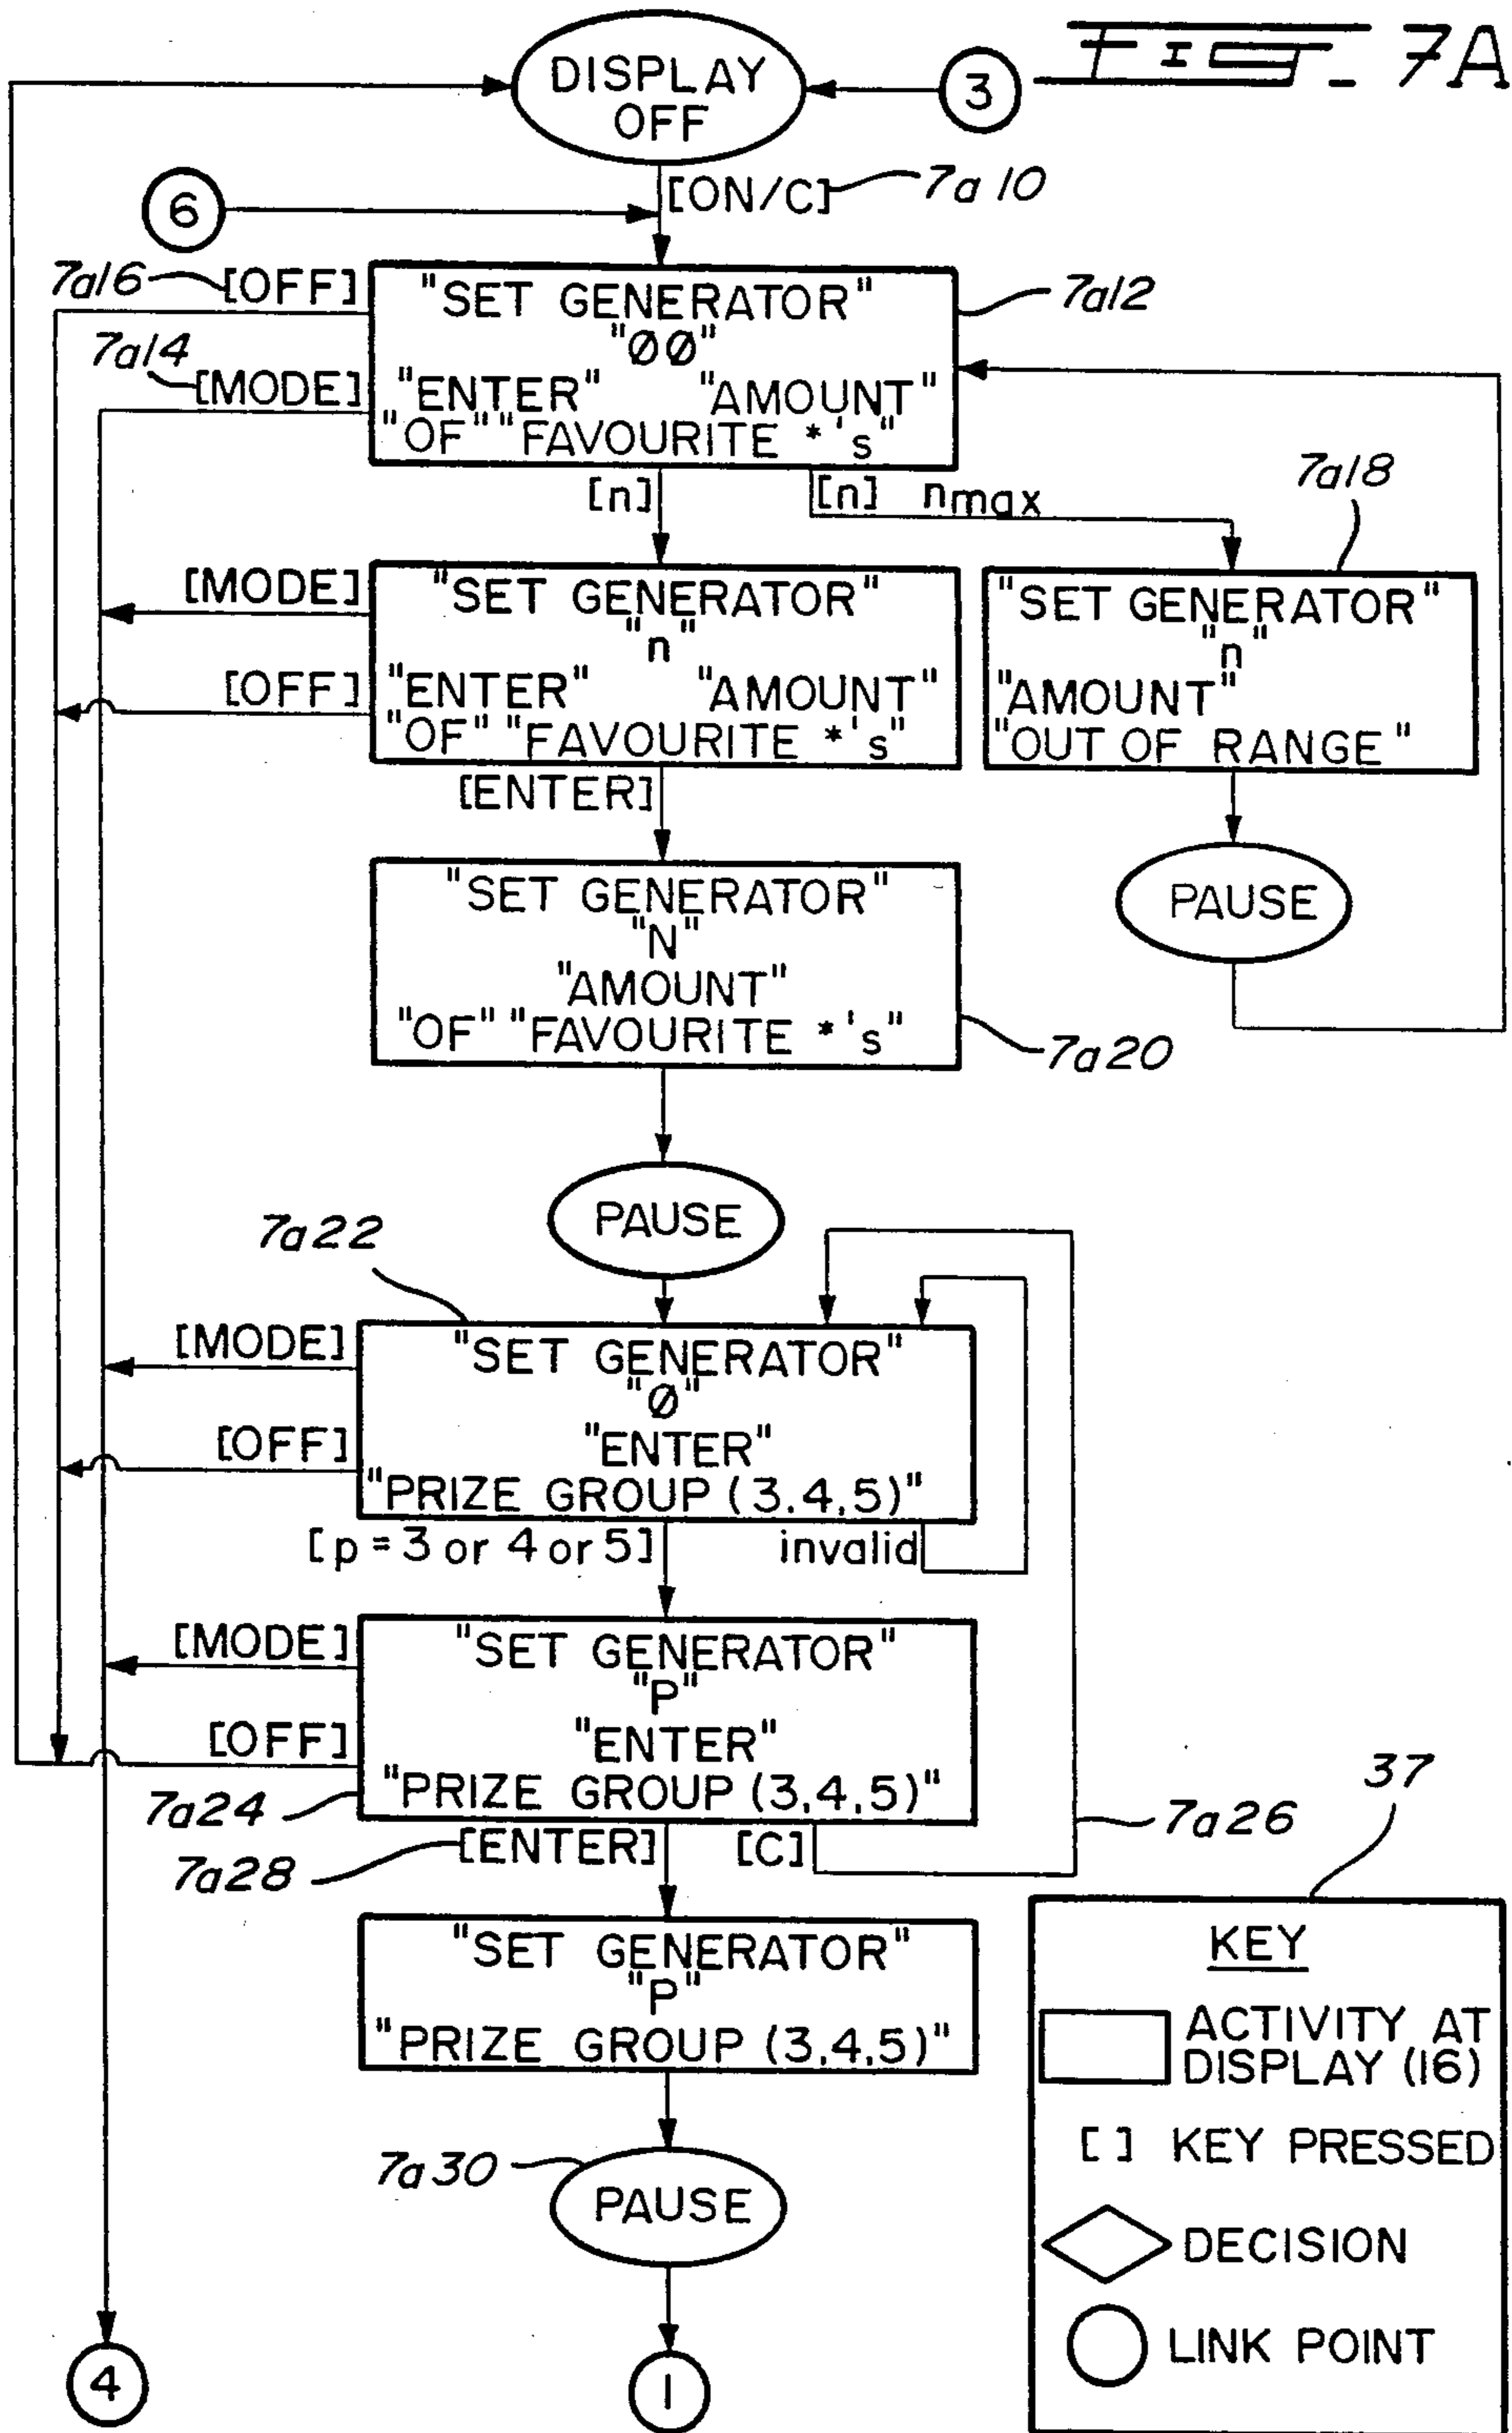 FIG_ 7A
DISPLAY
OFF
3
[ON/C]
7a10
6
7a16
[OFF]
7a14
[MODE]
"SET GENERATOR"
"ØØ"
"ENTER" "AMOUNT"
"OF" "FAVOURITE *'s"
7a12
[n]
[n] nmax
7a18
[MODE]
[OFF]
"SET GENERATOR"
"n"
"ENTER" "AMOUNT"
"OF" "FAVOURITE *'s"
"SET GENERATOR"
"n"
"AMOUNT"
"OUT OF RANGE"
[ENTER]
PAUSE
"SET GENERATOR"
"N"
"AMOUNT"
"OF" "FAVOURITE *'s"
7a20
PAUSE
7a22
[MODE]
[OFF]
"SET GENERATOR"
"Ø"
"ENTER"
"PRIZE GROUP (3.4,5)"
[p = 3 or 4 or 5]
invalid
[MODE]
[OFF]
"SET GENERATOR"
"P"
"ENTER"
"PRIZE GROUP (3,4,5)"
7a24
7a26
7a28
[ENTER]
[C]
"SET GENERATOR"
"P"
"PRIZE GROUP (3,4,5)"
7a30
PAUSE
4
1
37
KEY
ACTIVITY AT
DISPLAY (16)
[ ] KEY PRESSED
DECISION
LINK POINT